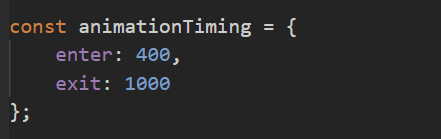 const animationTiming = {
    enter: 400,
    exit: 1000
};